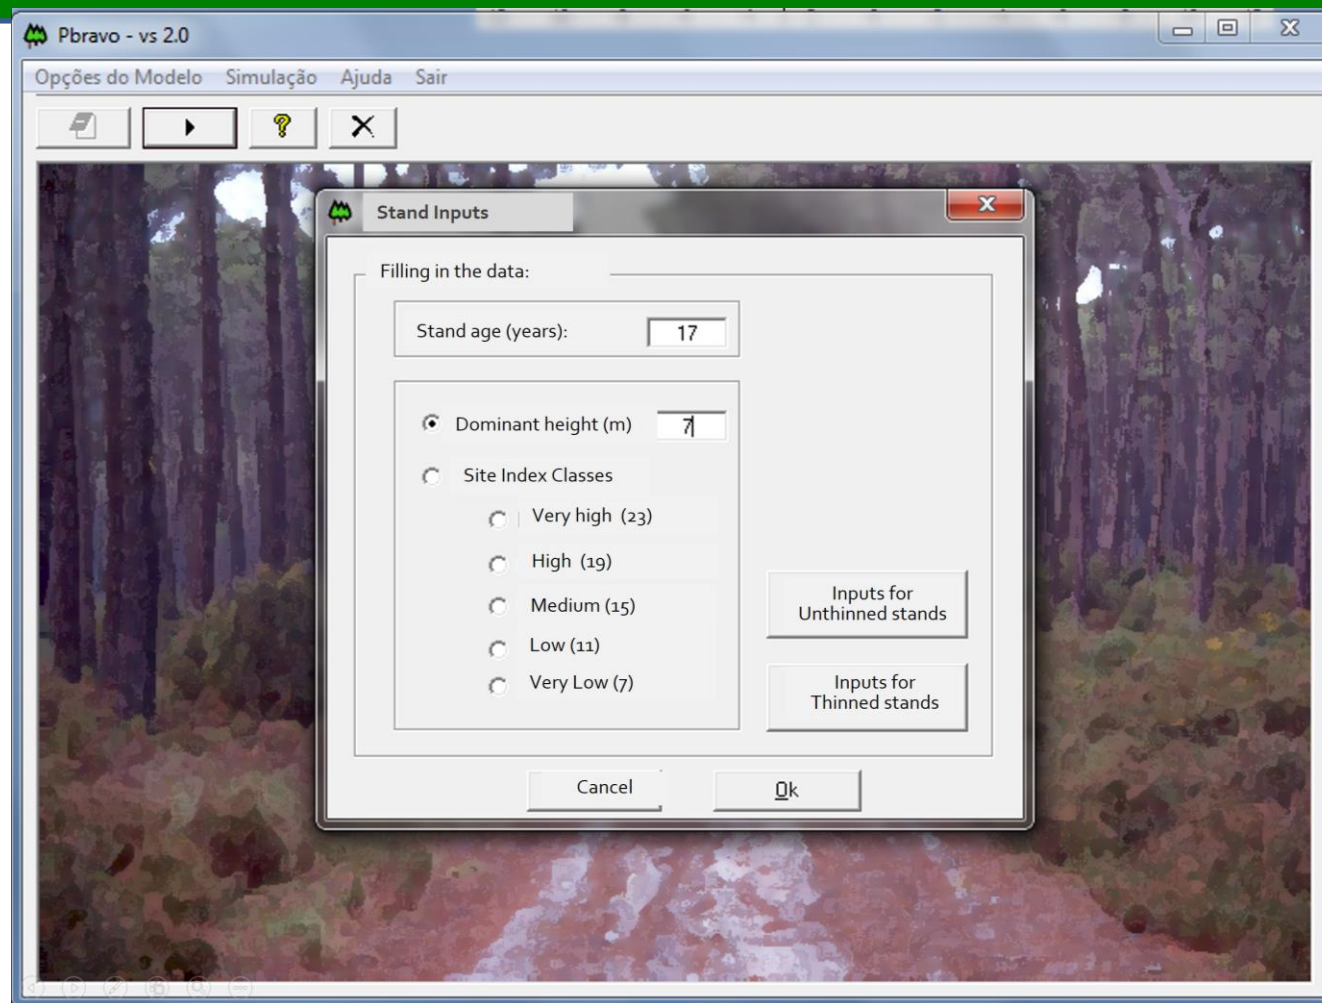 Pbravo - vs 2.0
Opções do Modelo Simulação Ajuda Sair
Stand Inputs
Filling in the data:
Stand age (years): 17
Dominant height (m) 7
Site Index Classes
Very high (23)
High (19)
Medium (15)
Low (11)
Very Low (7)
Inputs for
Unthinned stands
Inputs for
Thinned stands
Cancel Ok